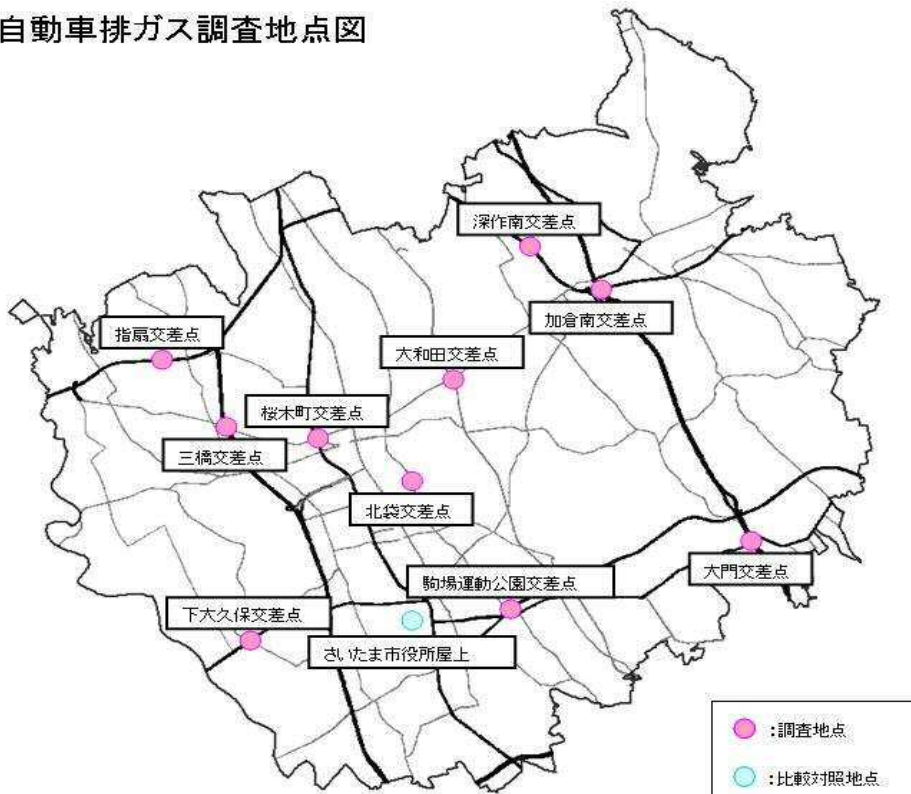 自動車排ガス調査地点図
深作南交差点
加倉南交差点
指扇交差点
大和田交差点
桜木町交差点
三橋交差点
北袋交差点
大門交差点
駒場運動公園交差点
下大久保交差点
さいたま市役所屋上
:調査地点
:比較対照地点